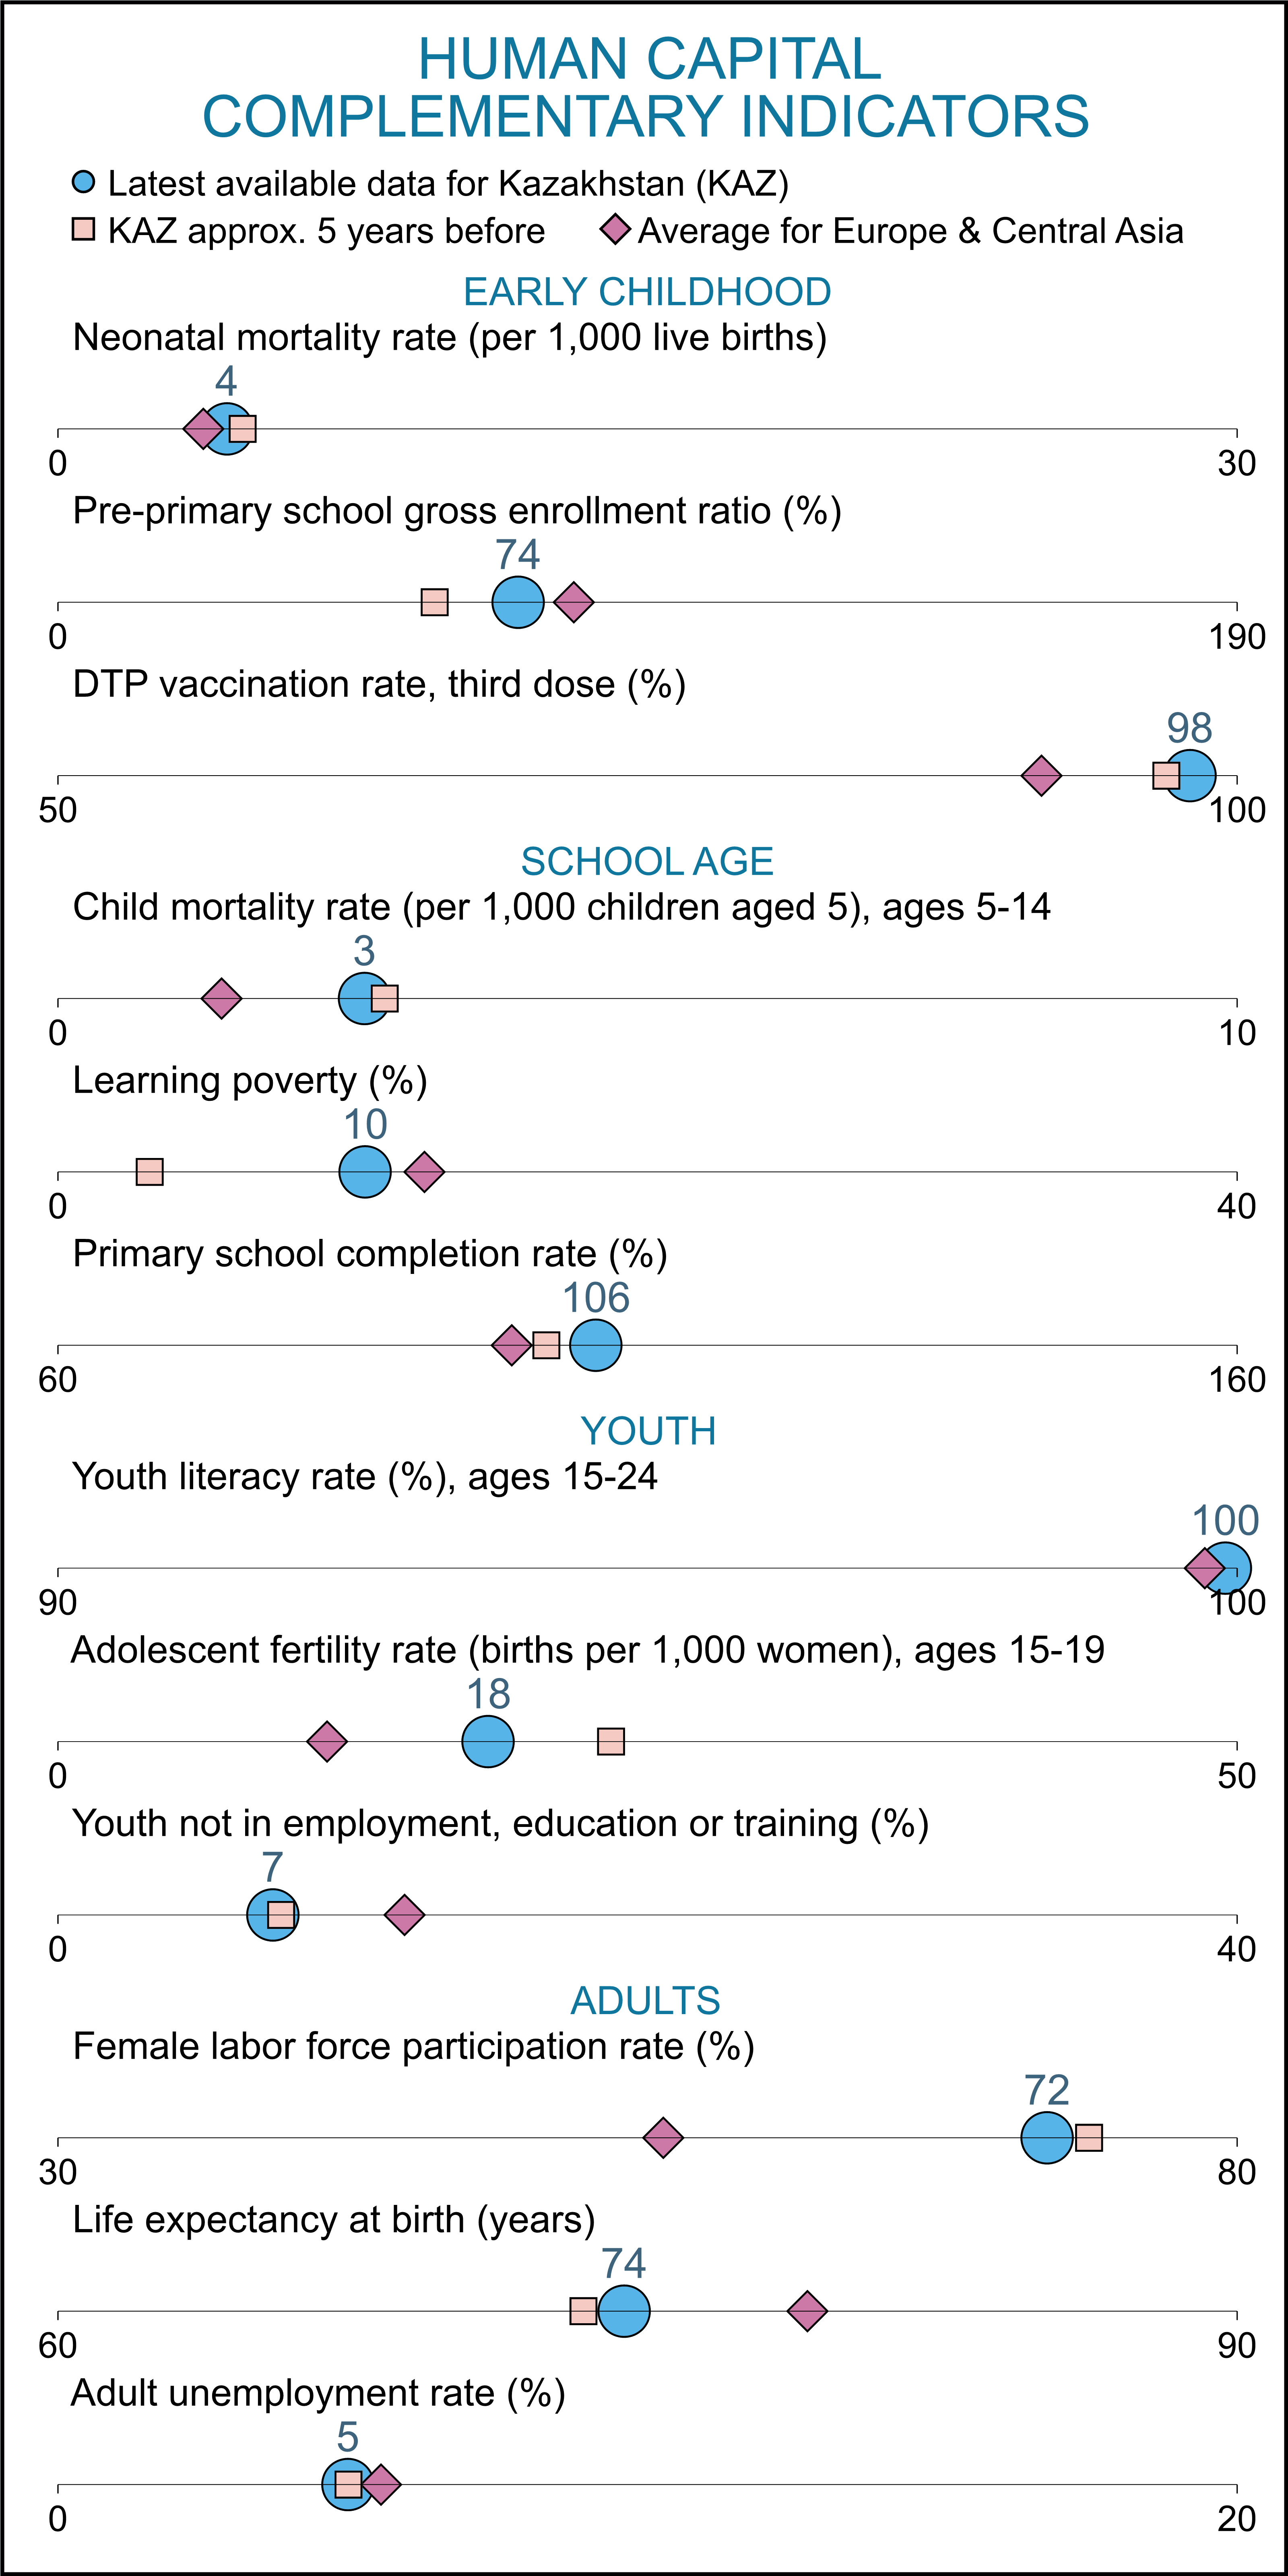 HUMAN CAPITAL
COMPLEMENTARY INDICATORS
Latest available data for Kazakhstan (KAZ)
KAZ approx. 5 years before
Average for Europe & Central Asia
EARLY CHILDHOOD
Neonatal mortality rate (per 1,000 live births)
4
0 30
Pre-primary school gross enrollment ratio (%)
74
0 190
DTP vaccination rate, third dose (%)
98
50 100
SCHOOL AGE
Child mortality rate (per 1,000 children aged 5), ages 5-14
3
0 10
Learning poverty (%)
10
0 40
Primary school completion rate (%)
106
60 160
YOUTH
Youth literacy rate (%), ages 15-24
100
90 100
Adolescent fertility rate (births per 1,000 women), ages 15-19
18
0 50
Youth not in employment, education or training (%)
7
0 40
ADULTS
Female labor force participation rate (%)
72
30 80
Life expectancy at birth (years)
74
60 90
Adult unemployment rate (%)
5
0 20